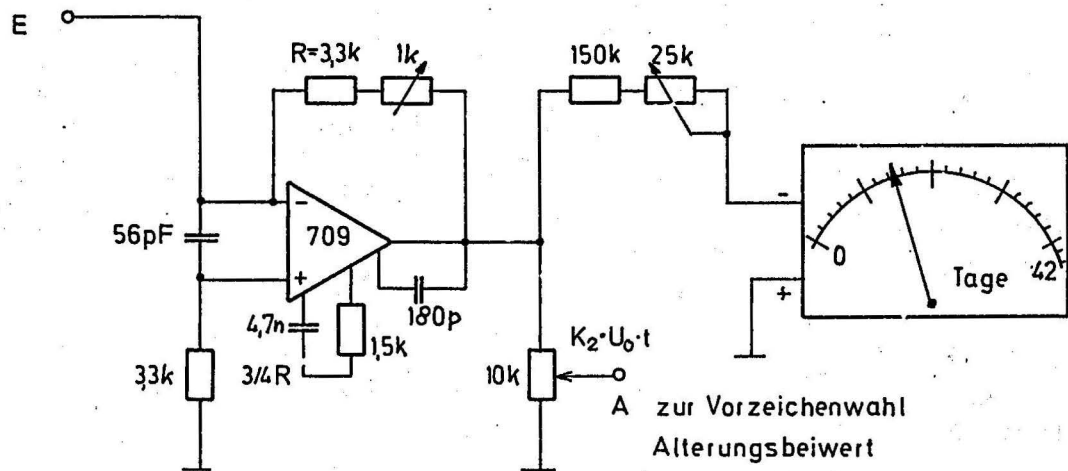 E
R=3,3k
1k
150k
25k
56pF
-
709
+
4,7n
180p
1,5k
3,3k
3/4R
10k
K₂·U₀·t
A zur Vorzeichenwahl
Alterungsbeiwert
-
+
0
42
Tage